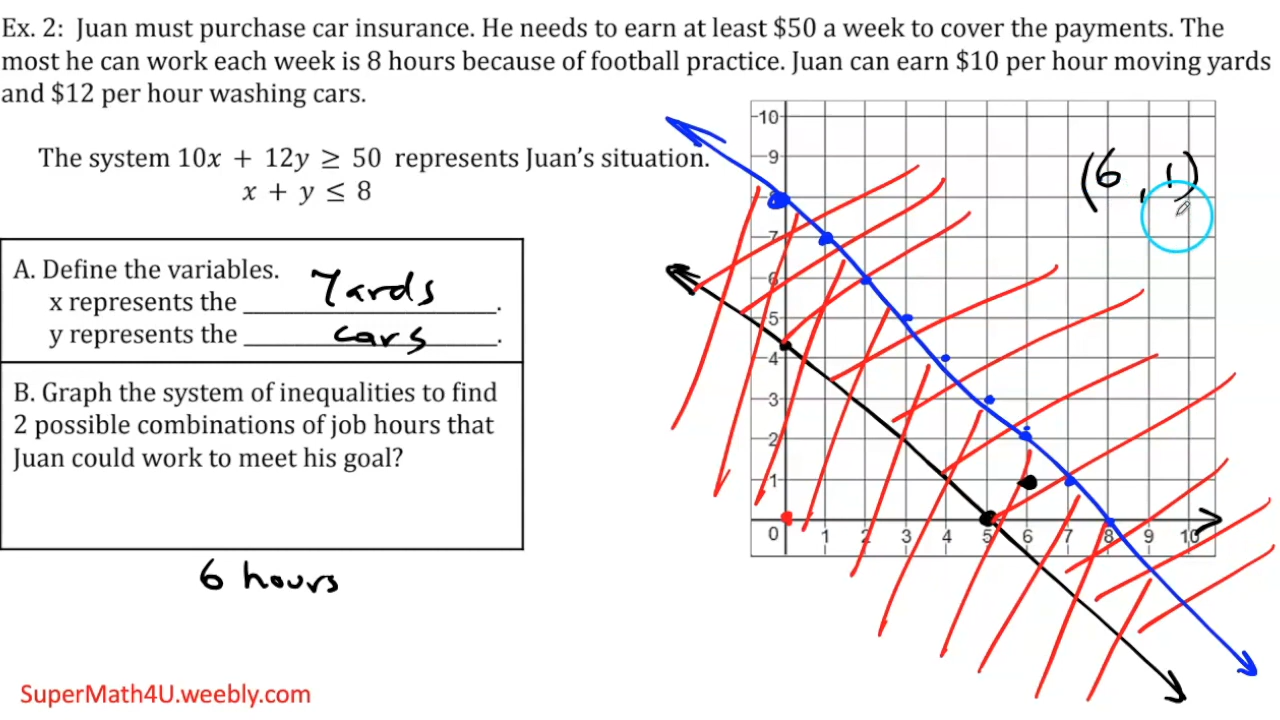 Ex. 2: Juan must purchase car insurance. He needs to earn at least $50 a week to cover the payments. The
most he can work each week is 8 hours because of football practice. Juan can earn $10 per hour moving yards
and $12 per hour washing cars.
The system 10x + 12y ≥ 50 represents Juan's situation.
x + y ≤ 8
A. Define the variables.
x represents the Yards.
y represents the cars.
B. Graph the system of inequalities to find
2 possible combinations of job hours that
Juan could work to meet his goal?
6 hours
(6, 1)
10
9
7
6
5
4
3
2
1
0 1 2 3 4 5 6 7 8 9 10
SuperMath4U.weebly.com